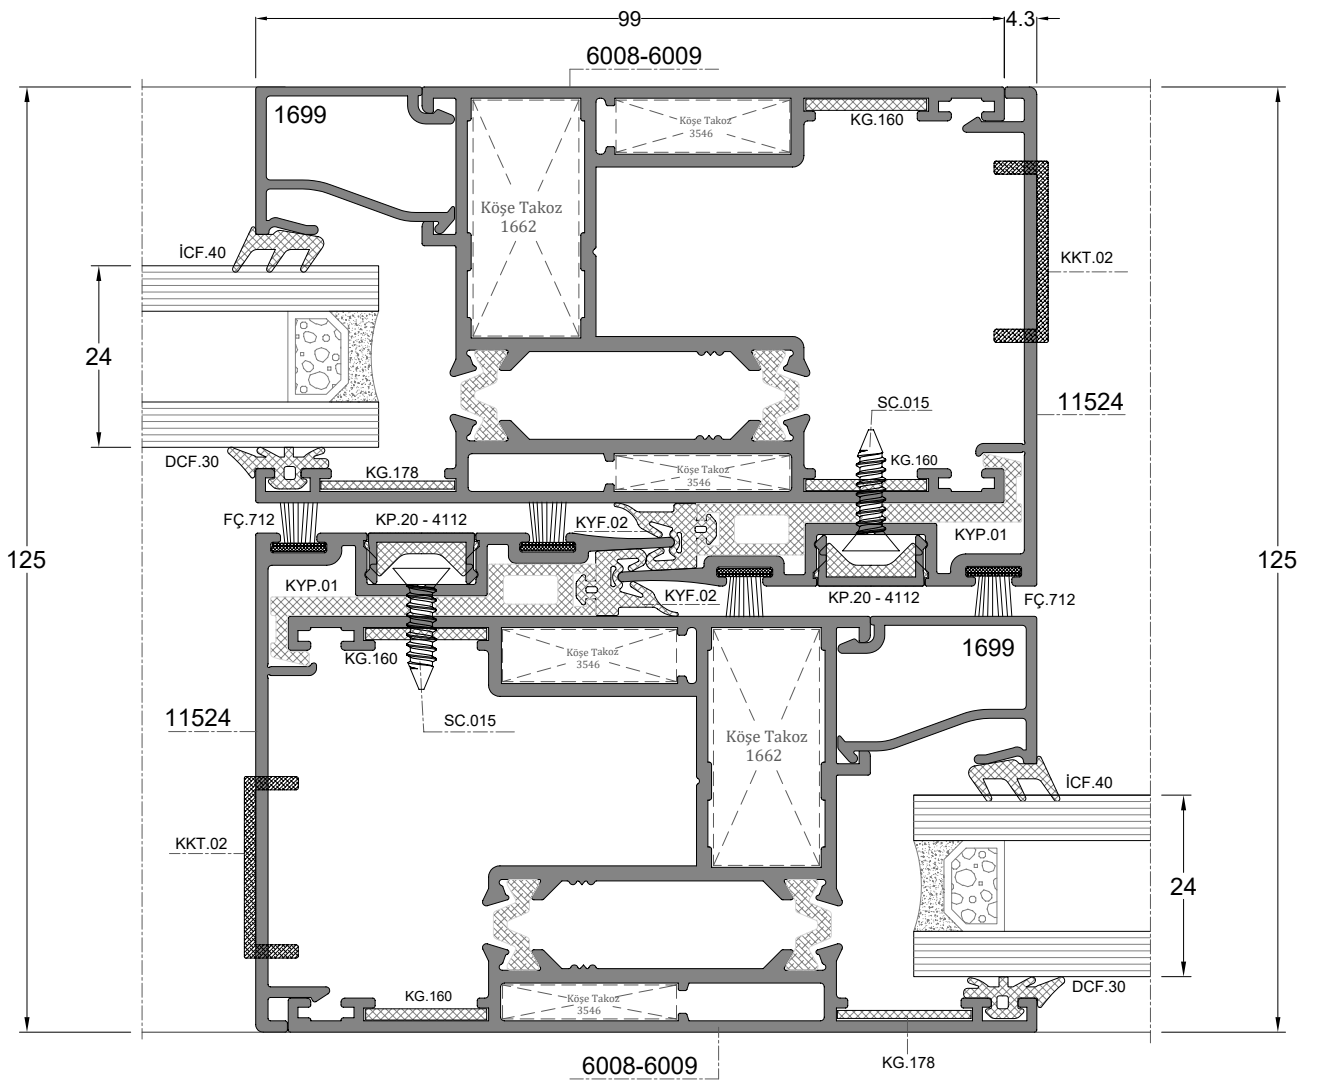 99
4.3
6008-6009
1699
Köşe Takoz
3546
KG.160
Köşe Takoz
1662
İCF.40
KKT.02
24
SC.015
11524
DCF.30
KG.178
Köşe Takoz
3546
KG.160
FÇ.712
KP.20 - 4112
KYF.02
KYP.01
125
125
KYP.01
KYF.02
KP.20 - 4112
FÇ.712
KG.160
Köşe Takoz
3546
1699
11524
SC.015
Köşe Takoz
1662
İCF.40
KKT.02
24
KG.160
Köşe Takoz
3546
DCF.30
6008-6009
KG.178